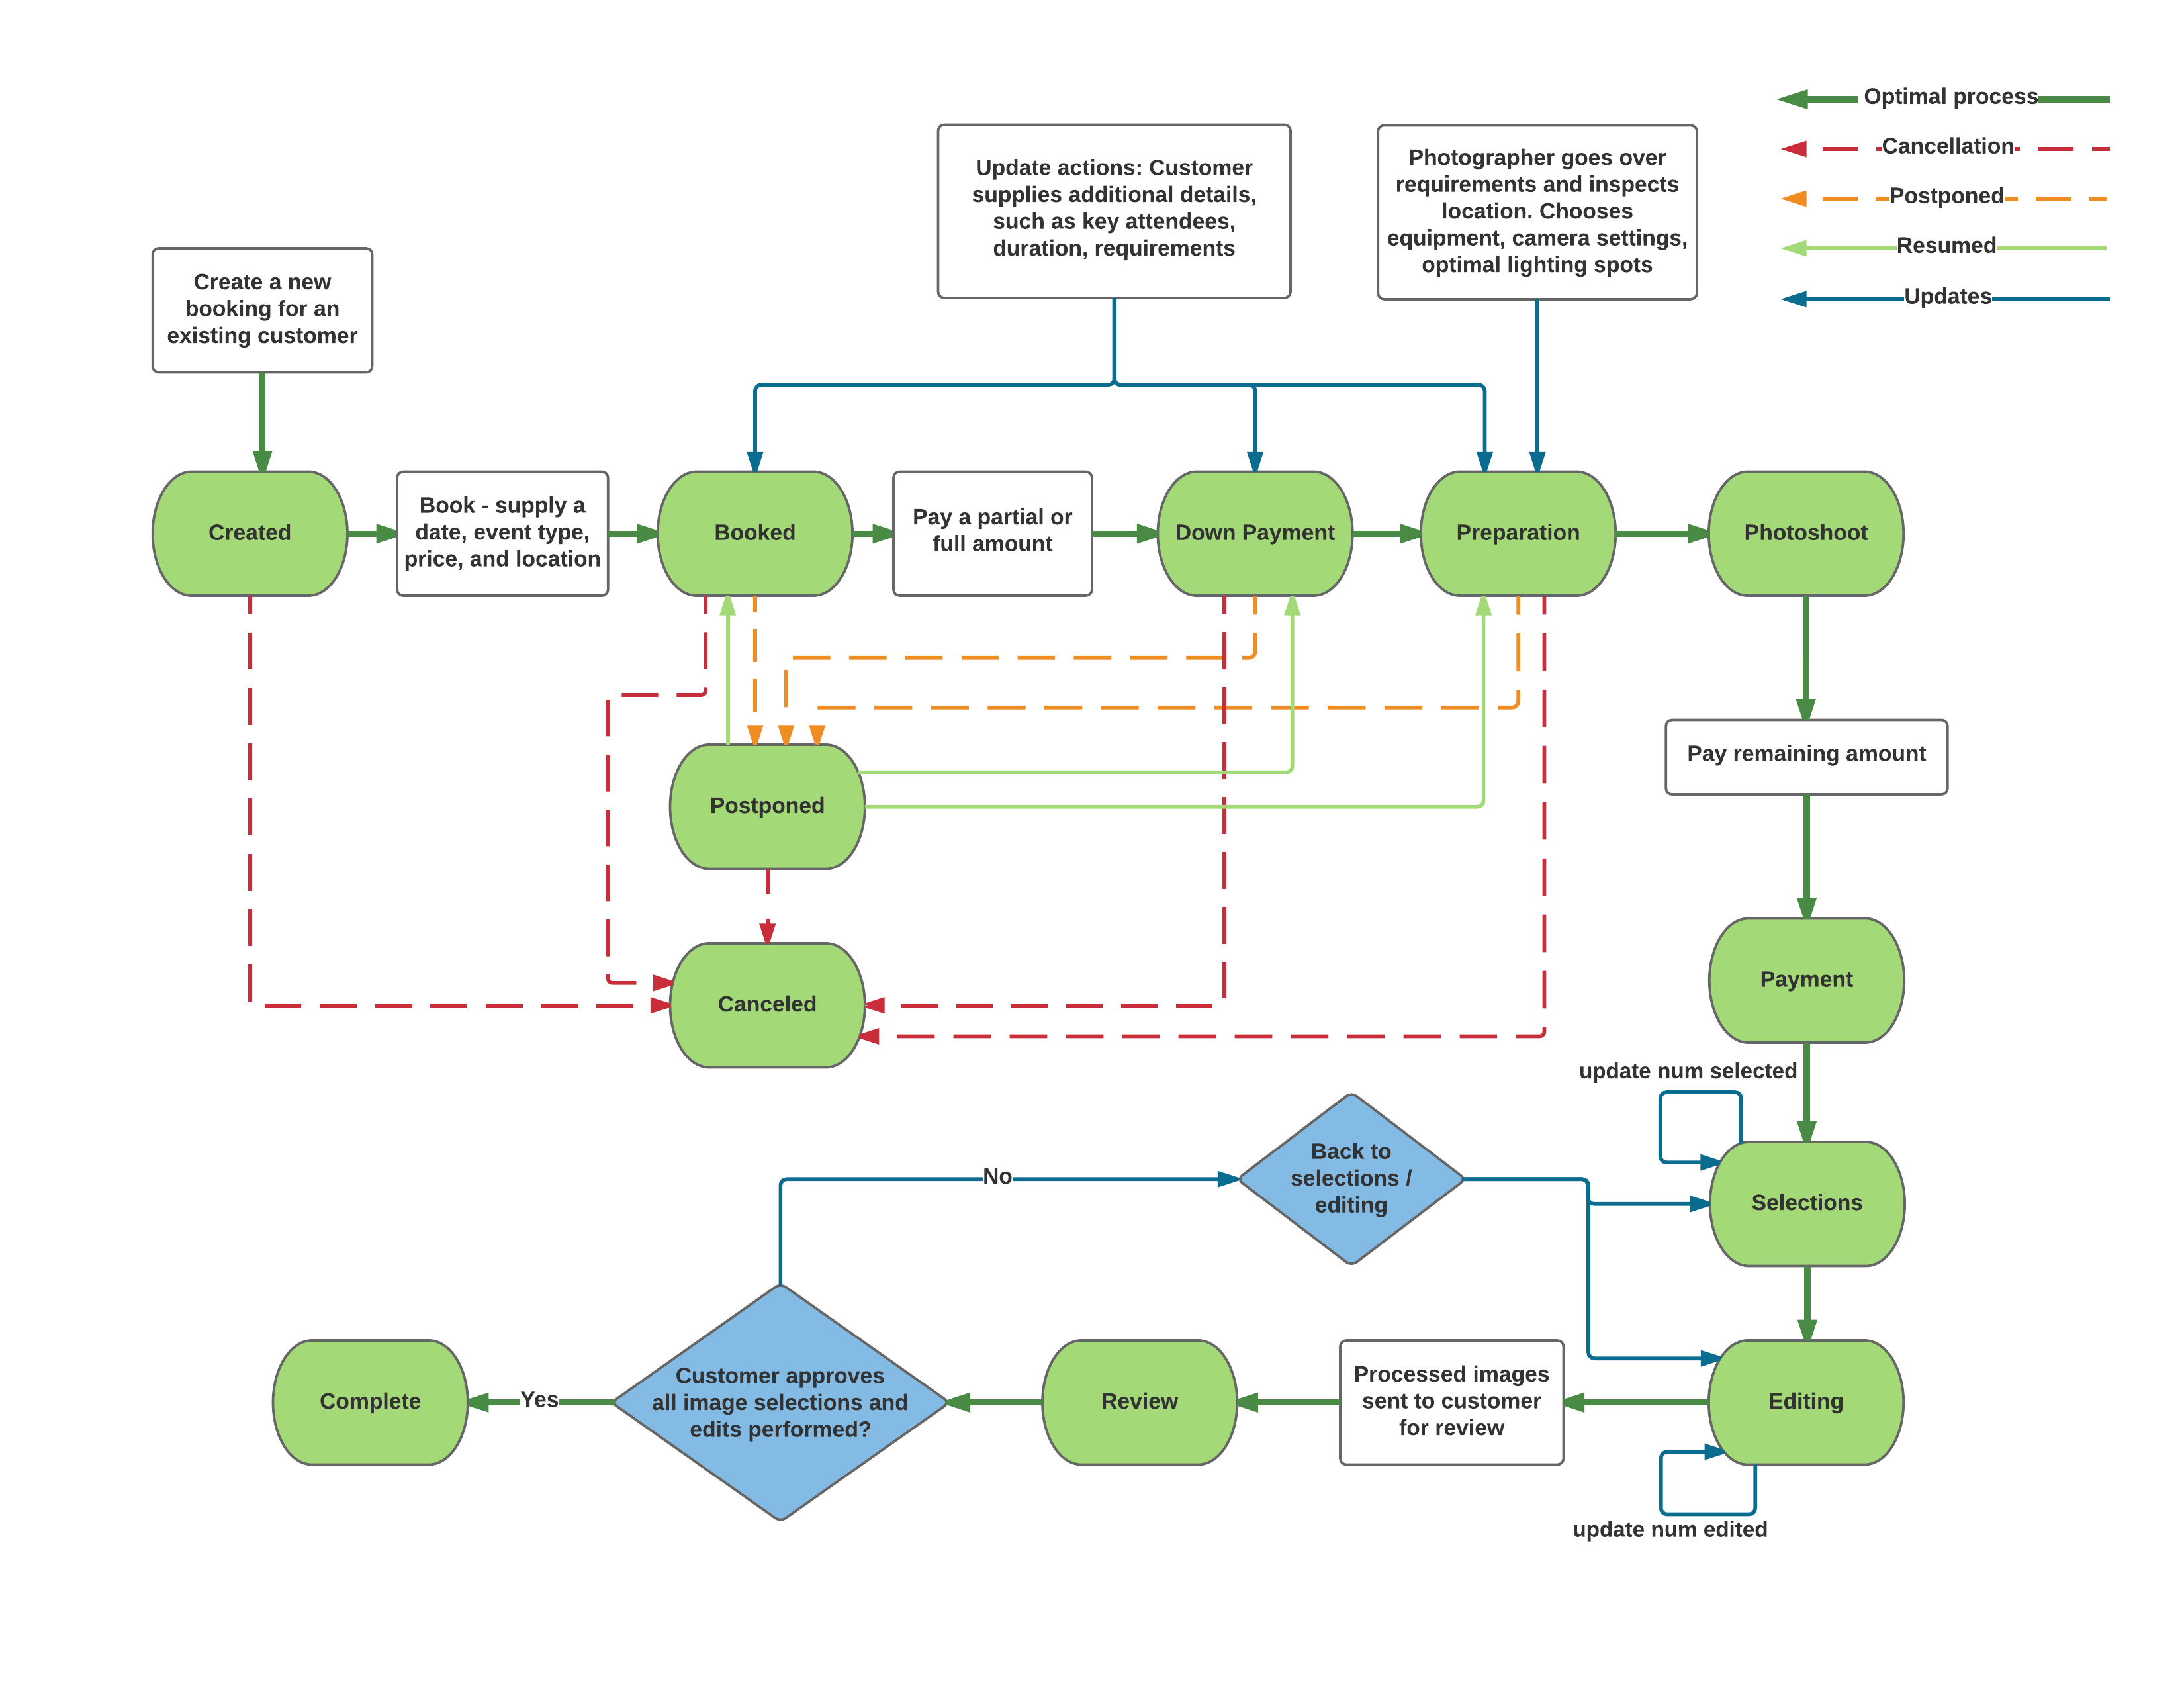 Optimal process
Cancellation
Postponed
Resumed
Updates
Update actions: Customer
supplies additional details,
such as key attendees,
duration, requirements
Photographer goes over
requirements and inspects
location. Chooses
equipment, camera settings,
optimal lighting spots
Create a new
booking for an
existing customer
Created
Book - supply a
date, event type,
price, and location
Booked
Pay a partial or
full amount
Down Payment
Preparation
Photoshoot
Pay remaining amount
Postponed
Payment
Canceled
update num selected
Back to
selections /
editing
No
Selections
Complete
Yes
Customer approves
all image selections and
edits performed?
Review
Processed images
sent to customer
for review
Editing
update num edited